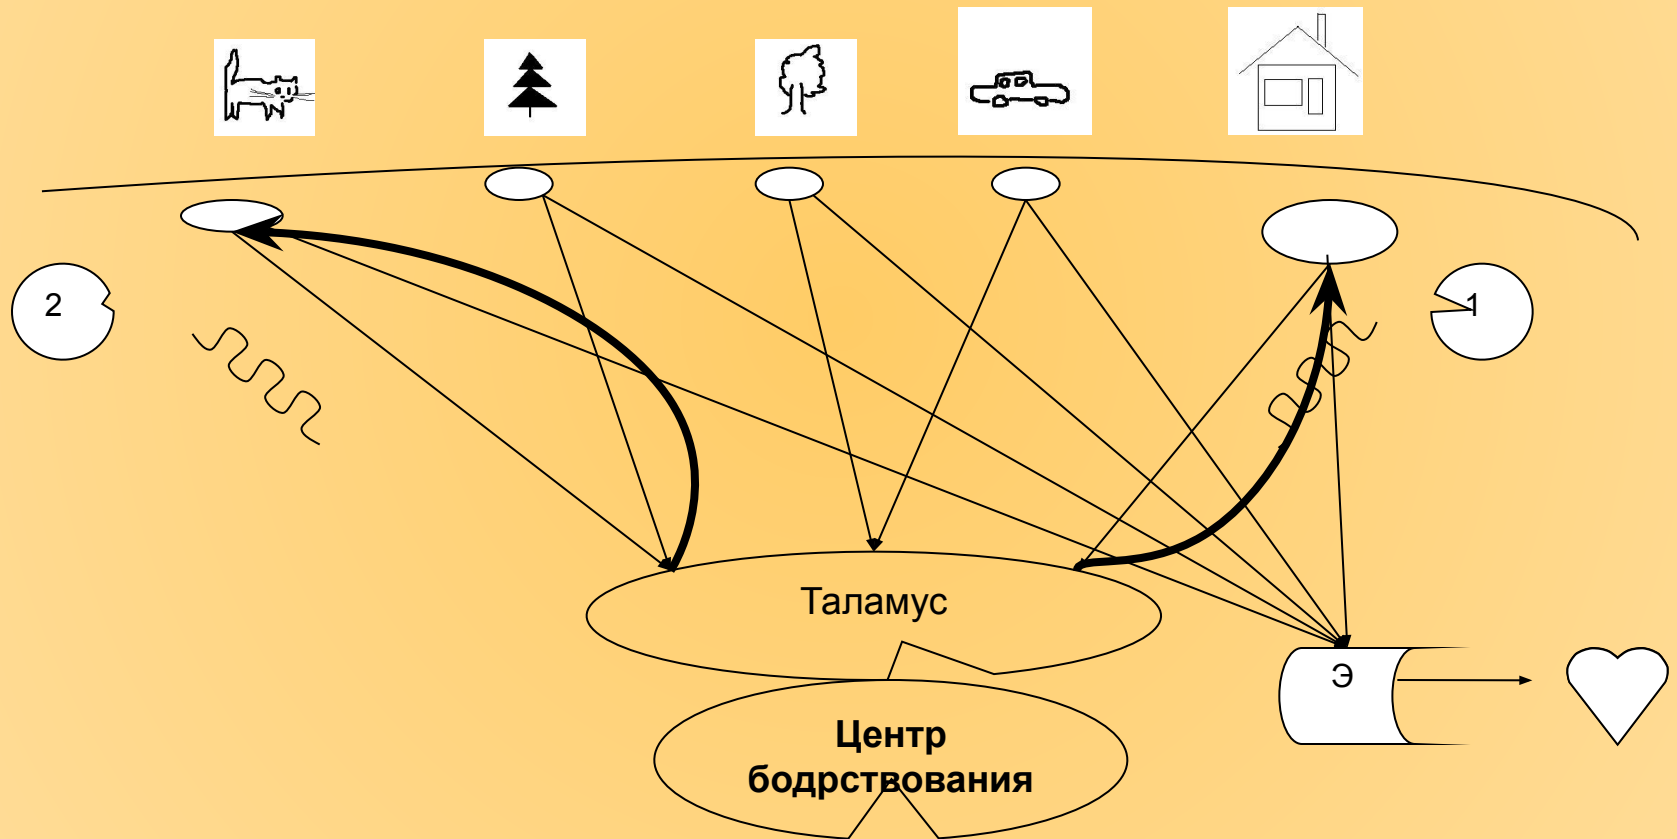 2
1
Таламус
Э
Центр
бодрствования